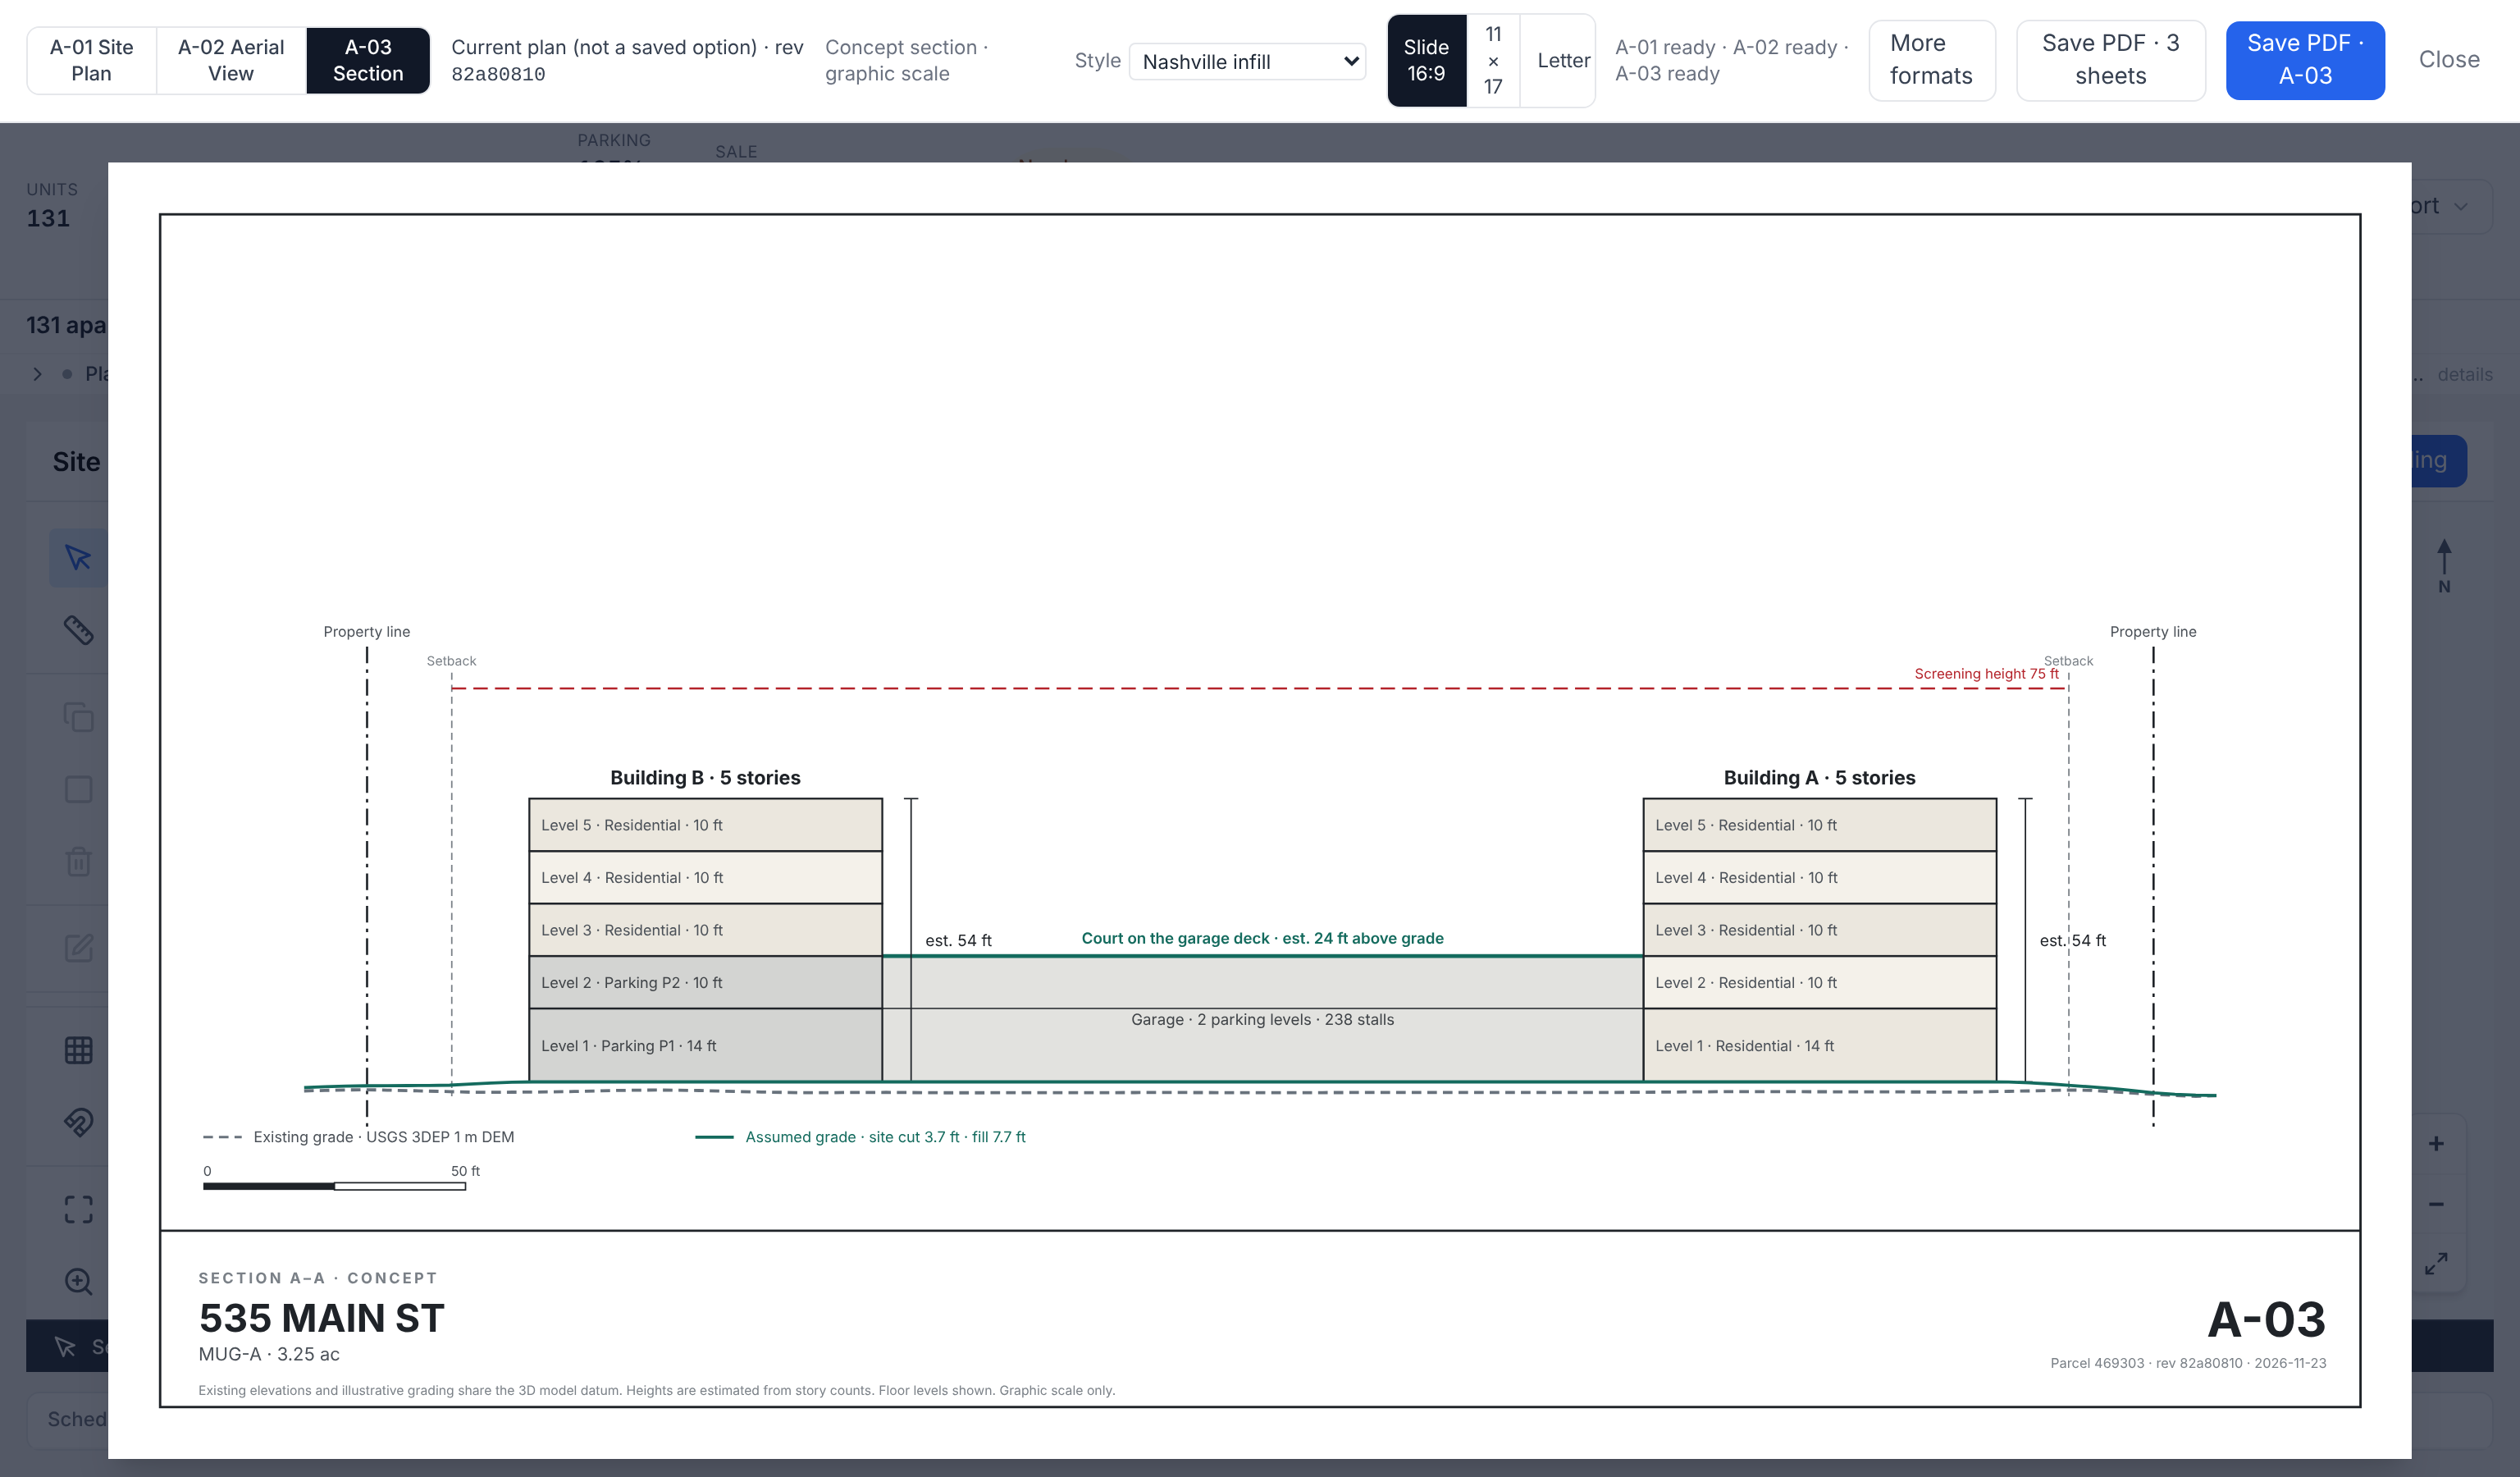 A-01 Site Plan
A-02 Aerial View
A-03 Section
Current plan (not a saved option) · rev 82a80810
Concept section · graphic scale
Style
Nashville infill
Slide 16:9
11 × 17
Letter
A-01 ready · A-02 ready · A-03 ready
More formats
Save PDF · 3 sheets
Save PDF · A-03
Close
PARKING
SALE
UNITS
131
ort
131 apa
Pla
details
Site
ing
N
Property line
Property line
Setback
Setback
Screening height 75 ft
Building B · 5 stories
Building A · 5 stories
Level 5 · Residential · 10 ft
Level 5 · Residential · 10 ft
Level 4 · Residential · 10 ft
Level 4 · Residential · 10 ft
Level 3 · Residential · 10 ft
est. 54 ft
Court on the garage deck · est. 24 ft above grade
Level 3 · Residential · 10 ft
est. 54 ft
Level 2 · Parking P2 · 10 ft
Level 2 · Residential · 10 ft
Garage · 2 parking levels · 238 stalls
Level 1 · Parking P1 · 14 ft
Level 1 · Residential · 14 ft
Existing grade · USGS 3DEP 1 m DEM
Assumed grade · site cut 3.7 ft · fill 7.7 ft
0
50 ft
SECTION A–A · CONCEPT
535 MAIN ST
A-03
MUG-A · 3.25 ac
Parcel 469303 · rev 82a80810 · 2026-11-23
Existing elevations and illustrative grading share the 3D model datum. Heights are estimated from story counts. Floor levels shown. Graphic scale only.
Sched